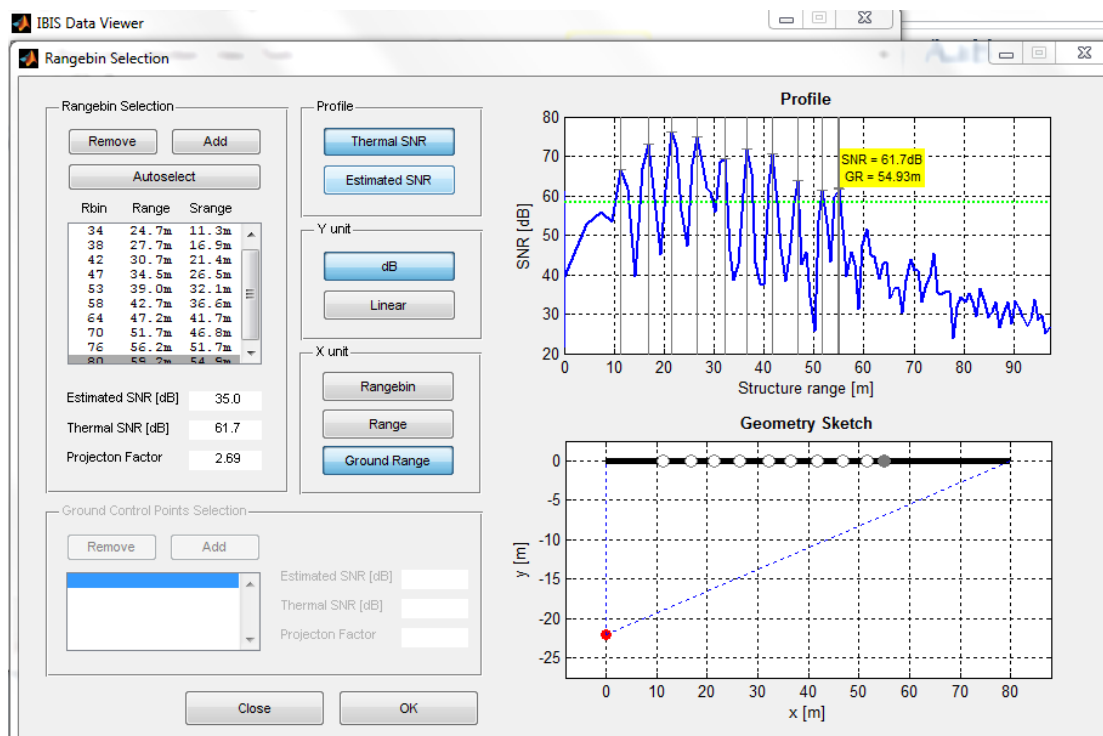 IBIS Data Viewer
Rangebin Selection
Rangebin Selection
Remove Add
Autoselect
Rbin Range Srange
34 24.7m 11.3m
38 27.7m 16.9m
42 30.7m 21.4m
47 34.5m 26.5m
53 39.0m 32.1m
58 42.7m 36.6m
64 47.2m 41.7m
70 51.7m 46.8m
76 56.2m 51.7m
80 59.2m 54.9m
Estimated SNR [dB] 35.0
Thermal SNR [dB] 61.7
Projecton Factor 2.69
Profile
Thermal SNR
Estimated SNR
Y unit
dB
Linear
X unit
Rangebin
Range
Ground Range
Ground Control Points Selection
Remove Add
Estimated SNR [dB]
Thermal SNR [dB]
Projecton Factor
Close OK
Profile
SNR [dB]
80
70
60
50
40
30
20
SNR = 61.7dB
GR = 54.93m
0 10 20 30 40 50 60 70 80 90
Structure range [m]
Geometry Sketch
y [m]
0
-5
-10
-15
-20
-25
0 10 20 30 40 50 60 70 80
x [m]